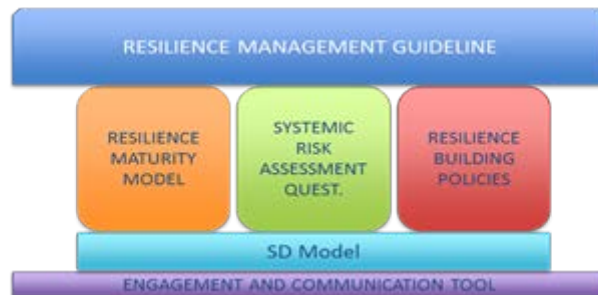 RESILIENCE MANAGEMENT GUIDELINE
RESILIENCE
MATURITY
MODEL
SYSTEMIC
RISK
ASSESSMENT
QUEST.
RESILIENCE
BUILDING
POLICIES
SD Model
ENGAGEMENT AND COMMUNICATION TOOL